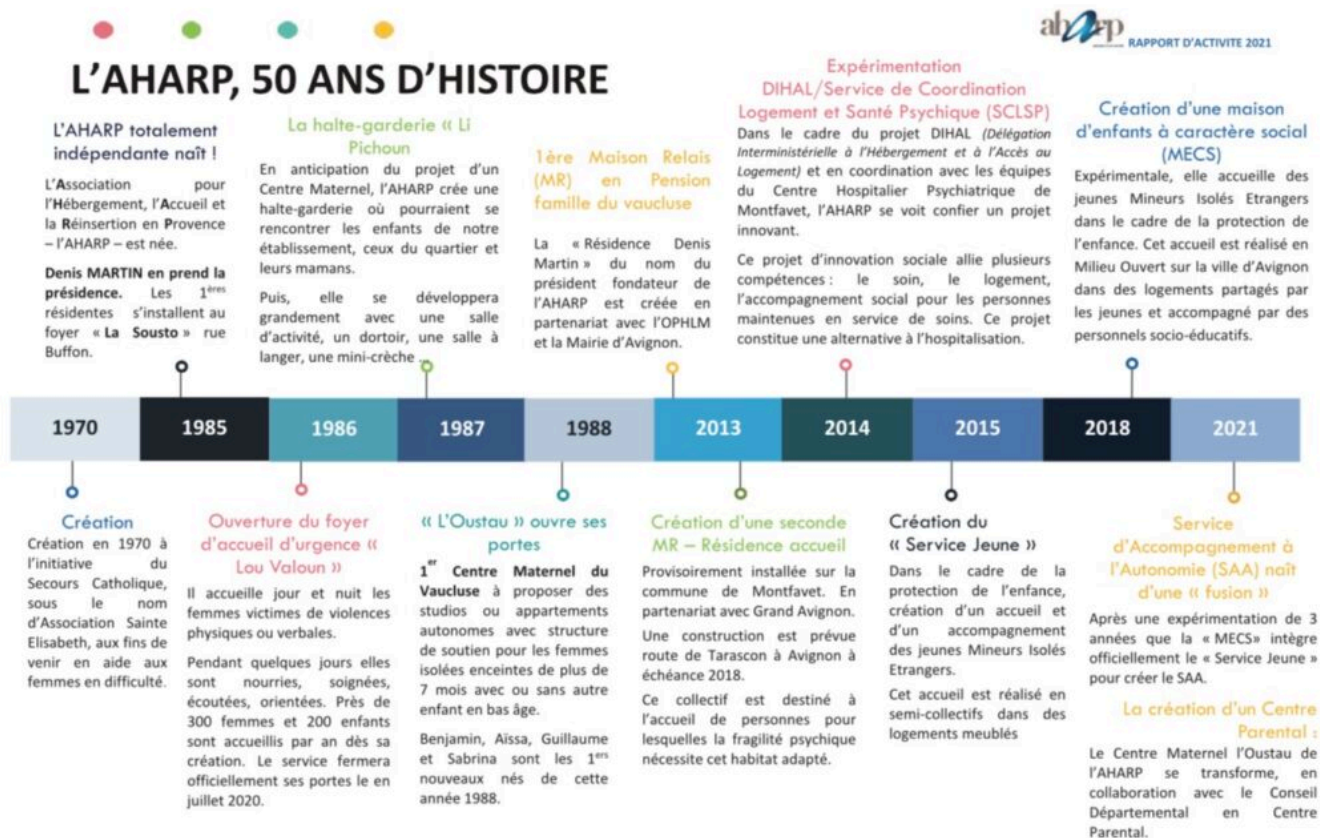 aharp RAPPORT D'ACTIVITE 2021
L'AHARP, 50 ANS D'HISTOIRE
L'AHARP totalement
indépendante naît !
L'Association pour
l'Hébergement, l'Accueil et
la Réinsertion en Provence
– l'AHARP – est née.
Denis MARTIN en prend la
présidence. Les 1ères
résidentes s'installent au
foyer « La Sousto » rue
Buffon.
La halte-garderie « Li
Pichoun
En anticipation du projet d'un
Centre Maternel, l'AHARP crée une
halte-garderie où pourraient se
rencontrer les enfants de notre
établissement, ceux du quartier et
leurs mamans.
Puis, elle se développera
grandement avec une salle
d'activité, un dortoir, une salle à
langer, une mini-crèche ...
1ère Maison Relais
(MR) en Pension
famille du vaucluse
La « Résidence Denis
Martin » du nom du
président fondateur de
l'AHARP est créée en
partenariat avec l'OPHLM
et la Mairie d'Avignon.
Expérimentation
DIHAL/Service de Coordination
Logement et Santé Psychique (SCLSP)
Dans le cadre du projet DIHAL (Délégation
Interministérielle à l'Hébergement et à l'Accès au
Logement) et en coordination avec les équipes
du Centre Hospitalier Psychiatrique de
Montfavet, l'AHARP se voit confier un projet
innovant.
Ce projet d'innovation sociale allie plusieurs
compétences : le soin, le logement,
l'accompagnement social pour les personnes
maintenues en service de soins. Ce projet
constitue une alternative à l'hospitalisation.
Création d'une maison
d'enfants à caractère social
(MECS)
Expérimentale, elle accueille des
jeunes Mineurs Isolés Etrangers
dans le cadre de la protection de
l'enfance. Cet accueil est réalisé en
Milieu Ouvert sur la ville d'Avignon
dans des logements partagés par
les jeunes et accompagné par des
personnels socio-éducatifs.
1970 1985 1986 1987 1988 2013 2014 2015 2018 2021
Création
Création en 1970 à
l'initiative du
Secours Catholique,
sous le nom
d'Association Sainte
Elisabeth, aux fins de
venir en aide aux
femmes en difficulté.
Ouverture du foyer
d'accueil d'urgence «
Lou Valoun »
Il accueille jour et nuit les
femmes victimes de violences
physiques ou verbales.
Pendant quelques jours elles
sont nourries, soignées,
écoutées, orientées. Près de
300 femmes et 200 enfants
sont accueillis par an dès sa
création. Le service fermera
officiellement ses portes le en
juillet 2020.
« L'Oustau » ouvre ses
portes
1er Centre Maternel du
Vaucluse à proposer des
studios ou appartements
autonomes avec structure
de soutien pour les femmes
isolées enceintes de plus de
7 mois avec ou sans autre
enfant en bas âge.
Benjamin, Aïssa, Guillaume
et Sabrina sont les 1ers
nouveaux nés de cette
année 1988.
Création d'une seconde
MR – Résidence accueil
Provisoirement installée sur la
commune de Montfavet. En
partenariat avec Grand Avignon.
Une construction est prévue
route de Tarascon à Avignon à
échéance 2018.
Ce collectif est destiné à
l'accueil de personnes pour
lesquelles la fragilité psychique
nécessite cet habitat adapté.
Création du
« Service Jeune »
Dans le cadre de la
protection de l'enfance,
création d'un accueil et
d'un accompagnement
des jeunes Mineurs Isolés
Etrangers.
Cet accueil est réalisé en
semi-collectifs dans des
logements meublés
Service
d'Accompagnement à
l'Autonomie (SAA) naît
d'une « fusion »
Après une expérimentation de 3
années que la « MECS» intègre
officiellement le « Service Jeune »
pour créer le SAA.
La création d'un Centre
Parental :
Le Centre Maternel l'Oustau de
l'AHARP se transforme, en
collaboration avec le Conseil
Départemental en Centre
Parental.